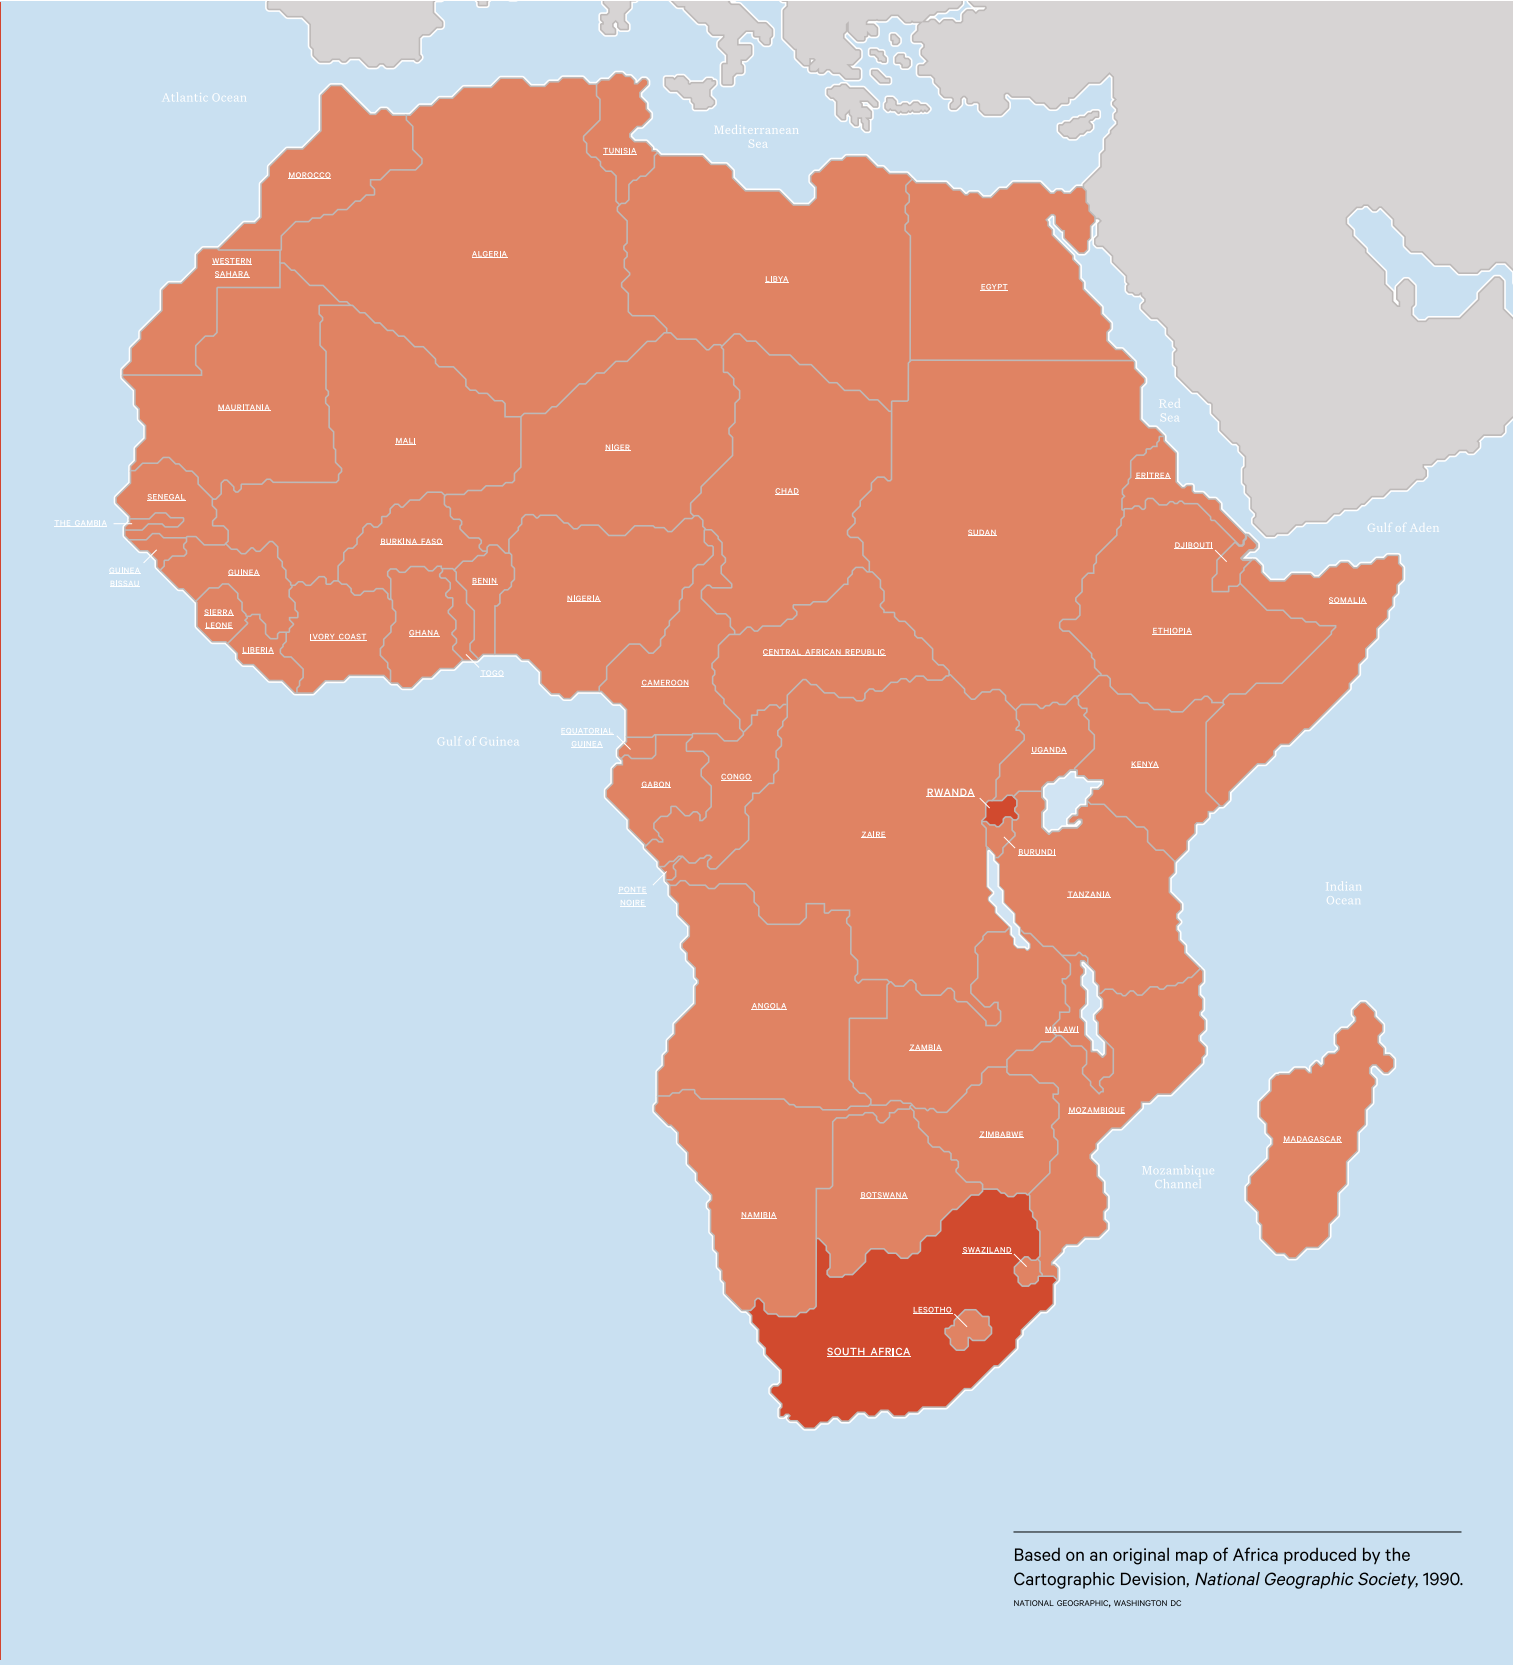 Atlantic Ocean
Mediterranean
Sea
TUNISIA
MOROCCO
ALGERIA
WESTERN
SAHARA
LIBYA
EGYPT
Red
Sea
MAURITANIA
MALI
NIGER
CHAD
ERITREA
SENEGAL
THE GAMBIA
SUDAN
Gulf of Aden
BURKINA FASO
DJIBOUTI
GUINEA
BISSAU
GUINEA
BENIN
NIGERIA
SOMALIA
SIERRA
LEONE
IVORY COAST
GHANA
ETHIOPIA
LIBERIA
CENTRAL AFRICAN REPUBLIC
TOGO
CAMEROON
Gulf of Guinea
EQUATORIAL
GUINEA
UGANDA
KENYA
GABON
CONGO
RWANDA
ZAIRE
BURUNDI
PONTE
NOIRE
TANZANIA
Indian
Ocean
ANGOLA
MALAWI
ZAMBIA
MOZAMBIQUE
ZIMBABWE
MADAGASCAR
Mozambique
Channel
BOTSWANA
NAMIBIA
SWAZILAND
LESOTHO
SOUTH AFRICA
Based on an original map of Africa produced by the
Cartographic Devision, National Geographic Society, 1990.
NATIONAL GEOGRAPHIC, WASHINGTON DC